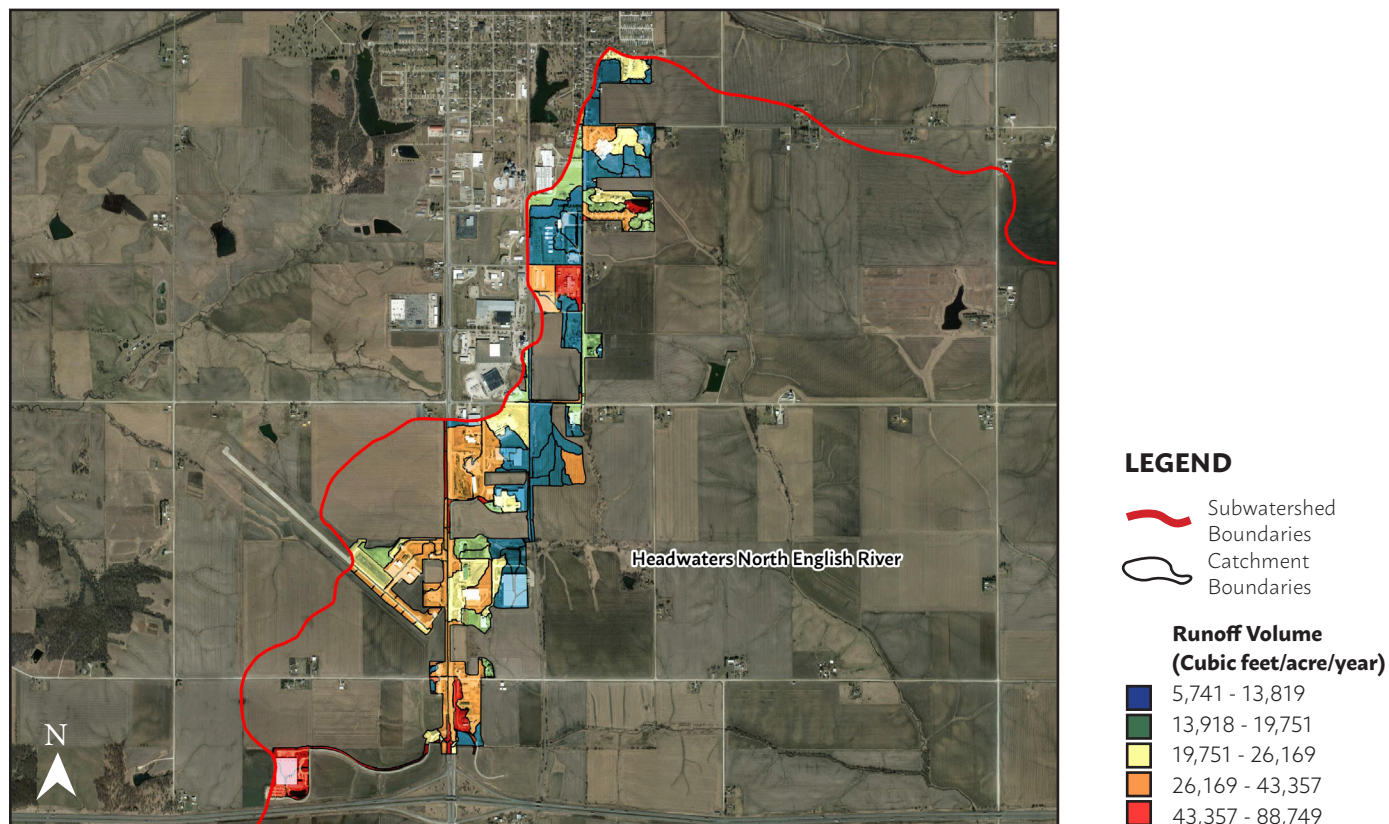 Headwaters North English River
N
LEGEND
Subwatershed
Boundaries
Catchment
Boundaries
Runoff Volume
(Cubic feet/acre/year)
5,741 - 13,819
13,918 - 19,751
19,751 - 26,169
26,169 - 43,357
43,357 - 88,749